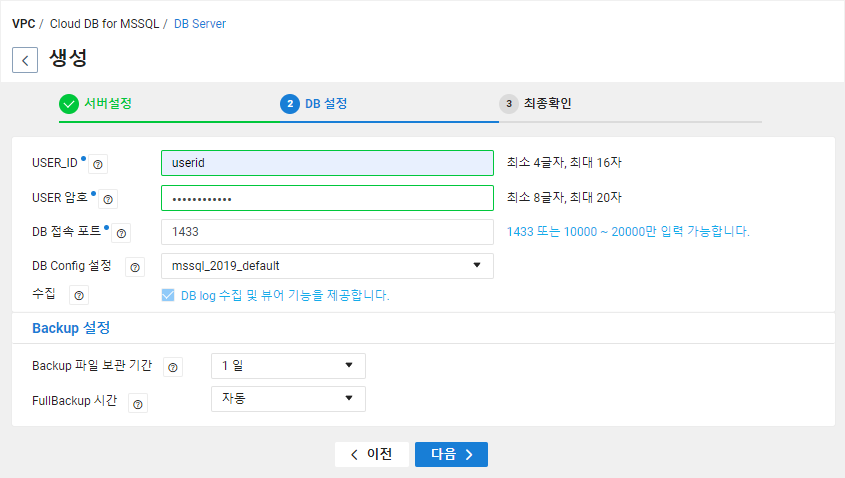 VPC / Cloud DB for MSSQL / DB Server
생성
서버설정 2 DB 설정 3 최종확인
USER_ID userid 최소 4글자, 최대 16자
USER 암호 •••••••••••• 최소 8글자, 최대 20자
DB 접속 포트 1433 1433 또는 10000 ~ 20000만 입력 가능합니다.
DB Config 설정 mssql_2019_default
수집 DB log 수집 및 뷰어 기능을 제공합니다.
Backup 설정
Backup 파일 보관 기간 1 일
FullBackup 시간 자동
이전 다음